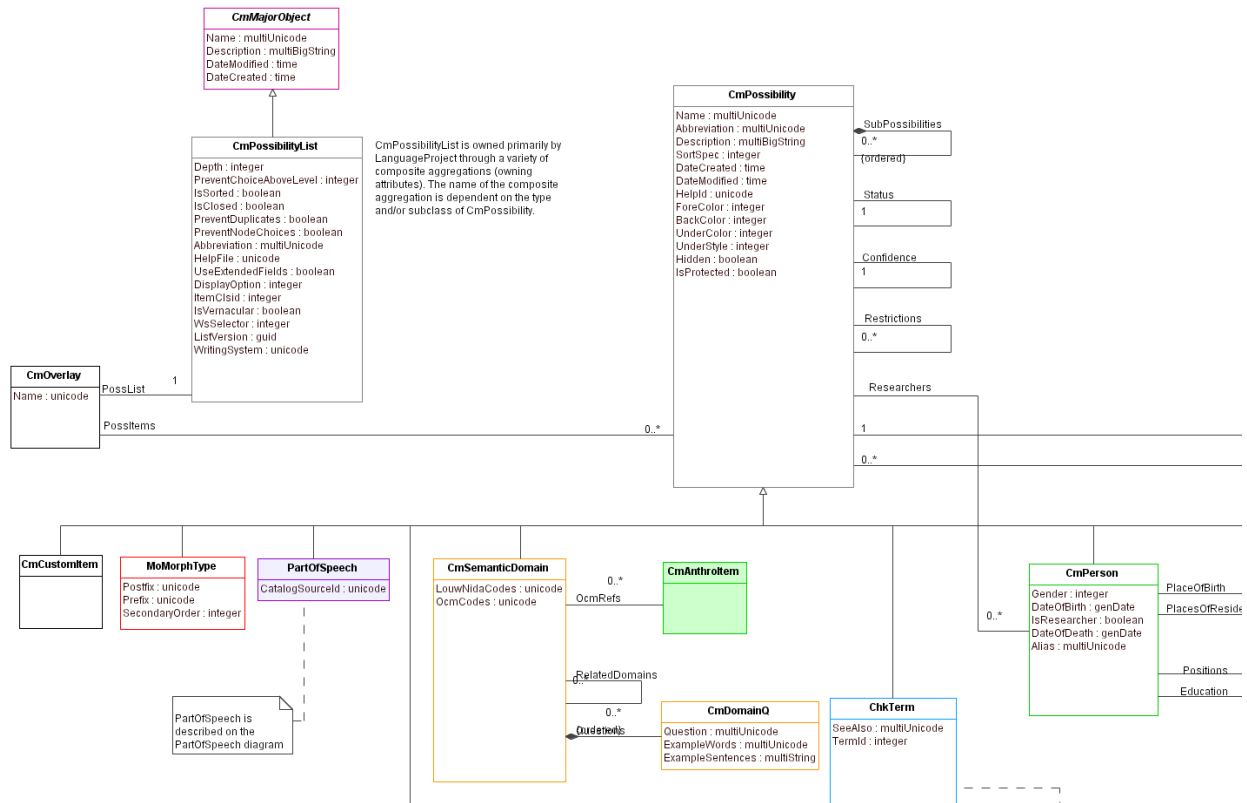 CmMajorObject
Name : multiUnicode
Description : multiBigString
DateModified : time
DateCreated : time
CmPossibilityList
Depth : integer
PreventChoiceAboveLevel : integer
IsSorted : boolean
IsClosed : boolean
PreventDuplicates : boolean
PreventNodeChoices : boolean
Abbreviation : multiUnicode
HelpFile : unicode
UseExtendedFields : boolean
DisplayOption : integer
ItemClsid : integer
IsVernacular : boolean
WsSelector : integer
ListVersion : guid
WritingSystem : unicode
CmPossibilityList is owned primarily by
LanguageProject through a variety of
composite aggregations (owning
attributes). The name of the composite
aggregation is dependent on the type
and/or subclass of CmPossibility.
CmPossibility
Name : multiUnicode
Abbreviation : multiUnicode
Description : multiBigString
SortSpec : integer
DateCreated : time
DateModified : time
HelpId : unicode
ForeColor : integer
BackColor : integer
UnderColor : integer
UnderStyle : integer
Hidden : boolean
IsProtected : boolean
SubPossibilities
0..*
{ordered}
Status
1
Confidence
1
Restrictions
0..*
Researchers
1
0..*
CmOverlay
Name : unicode
PossList
1
PossItems
0..*
CmCustomItem
MoMorphType
Postfix : unicode
Prefix : unicode
SecondaryOrder : integer
PartOfSpeech
CatalogSourceId : unicode
PartOfSpeech is
described on the
PartOfSpeech diagram
CmSemanticDomain
LouwNidaCodes : unicode
OcmCodes : unicode
0..*
OcmRefs
CmAnthroItem
RelatedDomains
0..*
0..*
{ordered}
Questions
CmDomainQ
Question : multiUnicode
ExampleWords : multiUnicode
ExampleSentences : multiString
ChkTerm
SeeAlso : multiUnicode
TermId : integer
0..*
CmPerson
Gender : integer
DateOfBirth : genDate
IsResearcher : boolean
DateOfDeath : genDate
Alias : multiUnicode
PlaceOfBirth
PlacesOfReside
Positions
Education